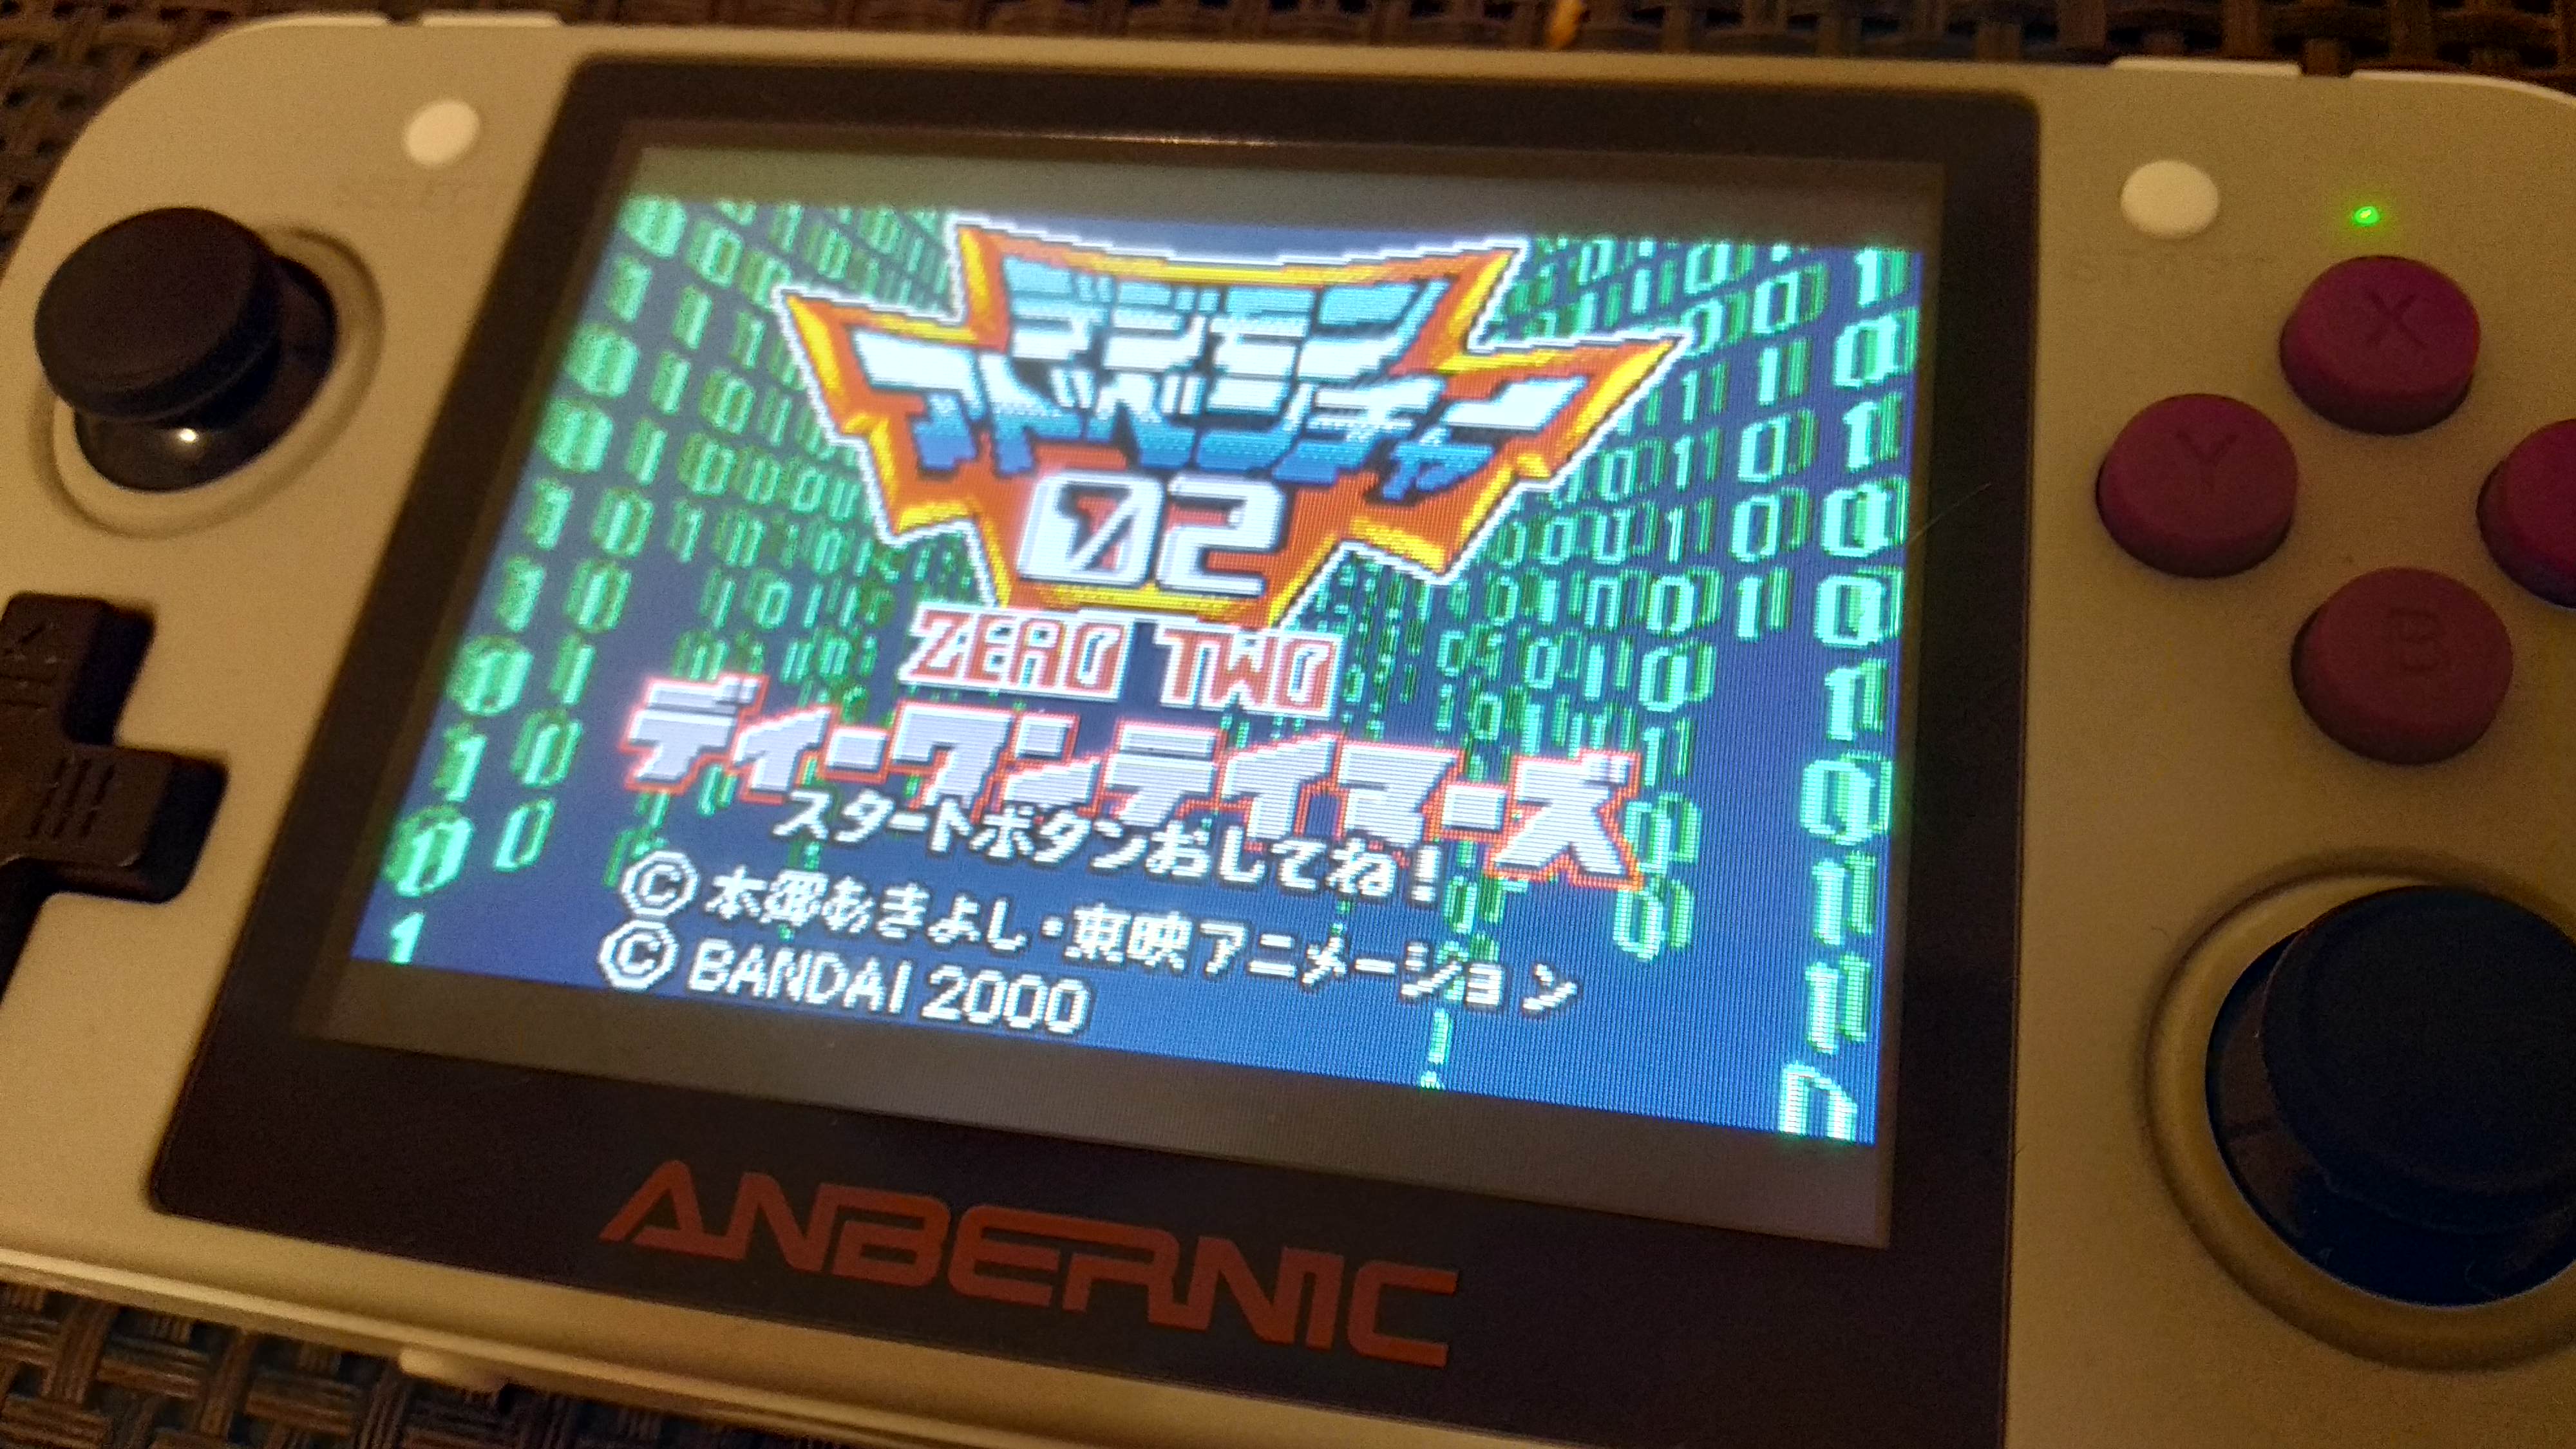 SELECT
START
デジモン
アドベンチャー
02
ZERO TWO
ディーワンテイマーズ
スタートボタンおしてね！
©本郷あきよし・東映アニメーション
©BANDAI 2000
X
Y
B
ANBERNIC